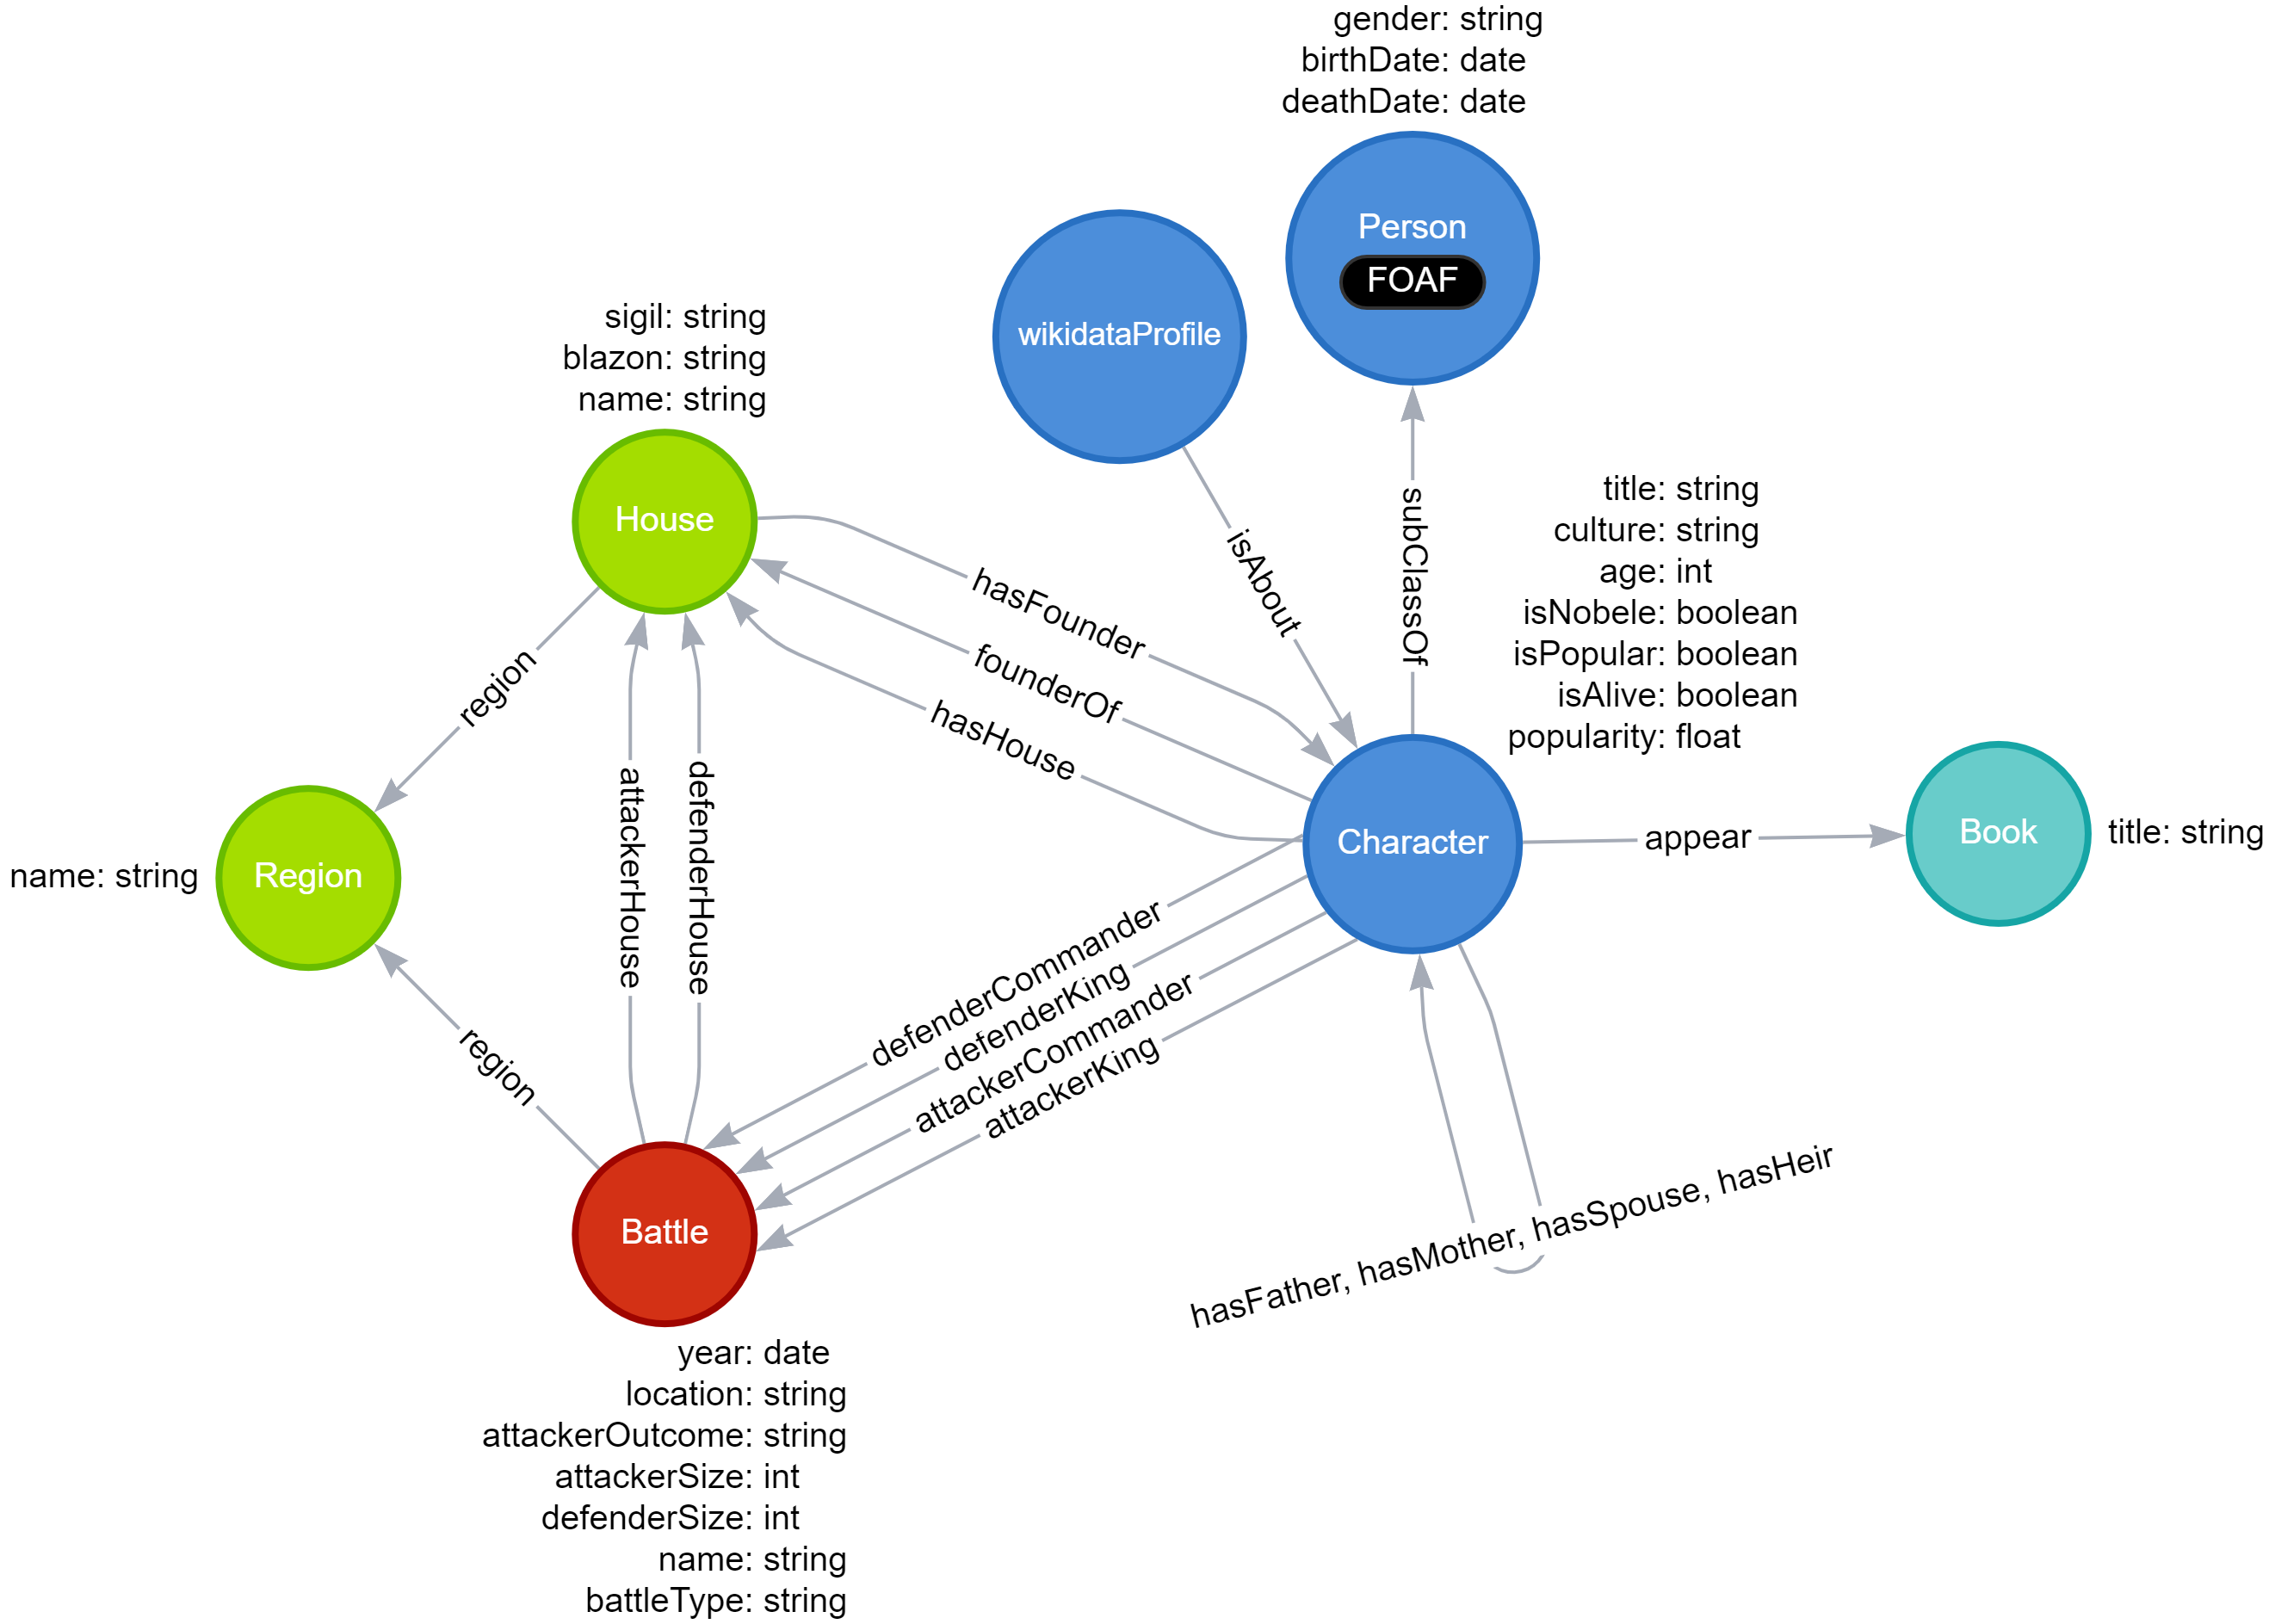 gender: string
birthDate: date
deathDate: date
Person
FOAF
wikidataProfile
sigil: string
blazon: string
name: string
House
isAbout
subClassOf
title: string
culture: string
age: int
isNobele: boolean
isPopular: boolean
isAlive: boolean
popularity: float
hasFounder
founderOf
hasHouse
region
attackerHouse
defenderHouse
name: string
Region
Character
appear
Book
title: string
defenderCommander
defenderKing
attackerCommander
attackerKing
region
hasFather, hasMother, hasSpouse, hasHeir
Battle
year: date
location: string
attackerOutcome: string
attackerSize: int
defenderSize: int
name: string
battleType: string